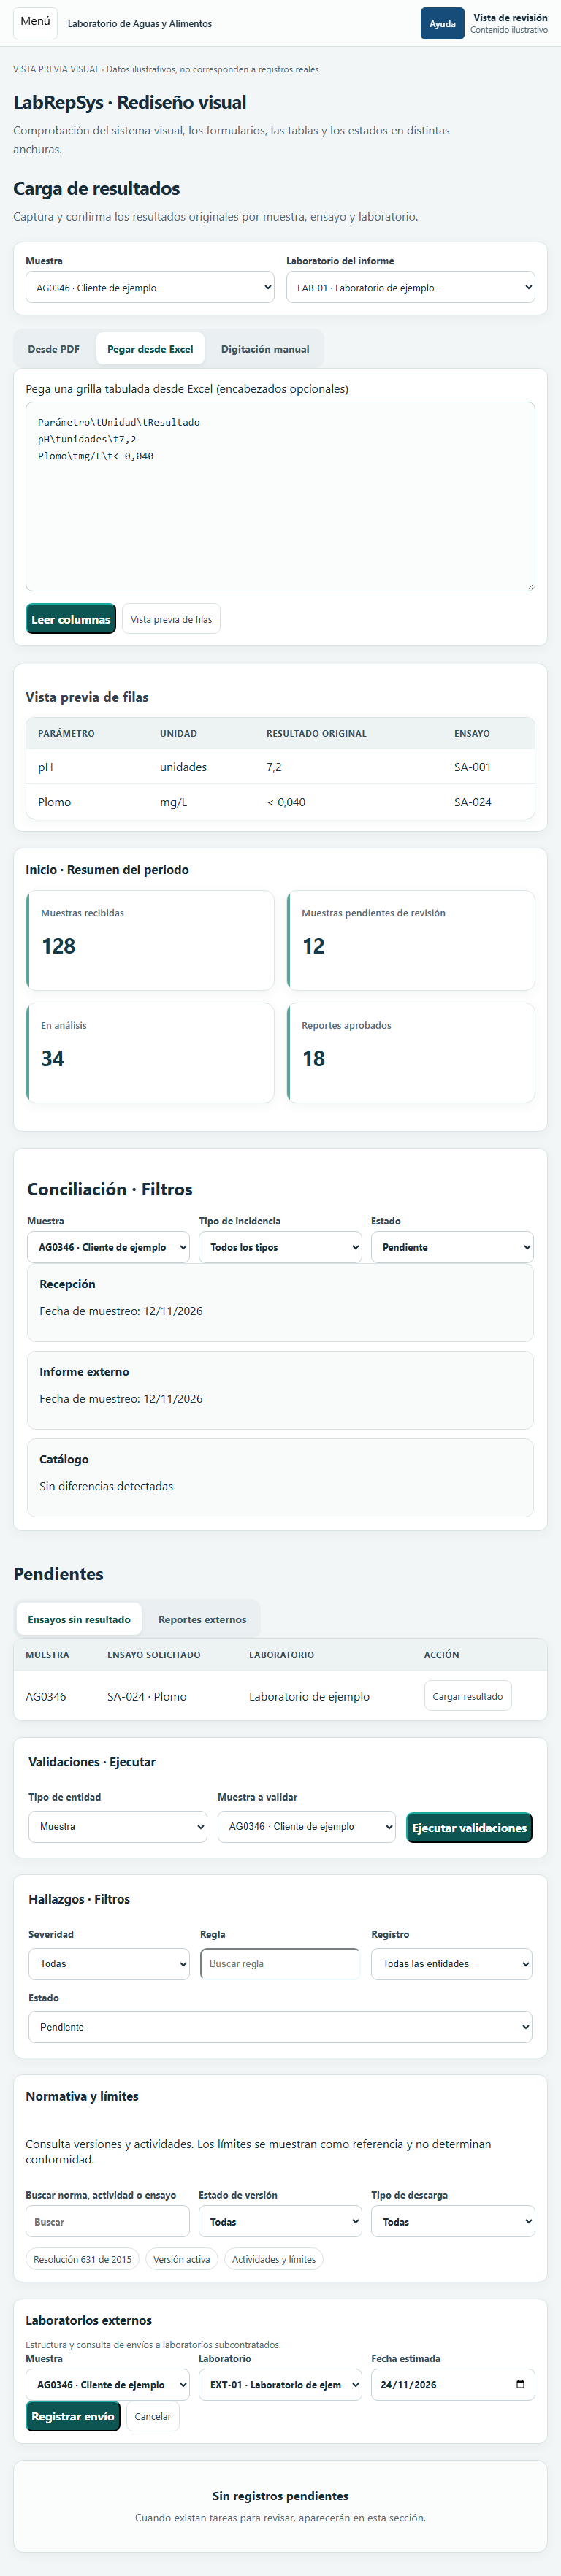 Menú
Laboratorio de Aguas y Alimentos
Ayuda
Vista de revisión
Contenido ilustrativo
VISTA PREVIA VISUAL · Datos ilustrativos, no corresponden a registros reales
LabRepSys · Rediseño visual
Comprobación del sistema visual, los formularios, las tablas y los estados en distintas
anchuras.
Carga de resultados
Captura y confirma los resultados originales por muestra, ensayo y laboratorio.
Muestra
Laboratorio del informe
AG0346 · Cliente de ejemplo
LAB-01 · Laboratorio de ejemplo
Desde PDF
Pegar desde Excel
Digitación manual
Pega una grilla tabulada desde Excel (encabezados opcionales)
Parámetro\tUnidad\tResultado
pH\tunidades\t7,2
Plomo\tmg/L\t< 0,040
Leer columnas
Vista previa de filas
Vista previa de filas
PARÁMETRO UNIDAD RESULTADO ORIGINAL ENSAYO
pH unidades 7,2 SA-001
Plomo mg/L < 0,040 SA-024
Inicio · Resumen del periodo
Muestras recibidas
128
Muestras pendientes de revisión
12
En análisis
34
Reportes aprobados
18
Conciliación · Filtros
Muestra
Tipo de incidencia
Estado
AG0346 · Cliente de ejemplo
Todos los tipos
Pendiente
Recepción
Fecha de muestreo: 12/11/2026
Informe externo
Fecha de muestreo: 12/11/2026
Catálogo
Sin diferencias detectadas
Pendientes
Ensayos sin resultado
Reportes externos
MUESTRA ENSAYO SOLICITADO LABORATORIO ACCIÓN
AG0346 SA-024 · Plomo Laboratorio de ejemplo Cargar resultado
Validaciones · Ejecutar
Tipo de entidad
Muestra a validar
Muestra
AG0346 · Cliente de ejemplo
Ejecutar validaciones
Hallazgos · Filtros
Severidad
Regla
Registro
Todas
Buscar regla
Todas las entidades
Estado
Pendiente
Normativa y límites
Consulta versiones y actividades. Los límites se muestran como referencia y no determinan
conformidad.
Buscar norma, actividad o ensayo
Estado de versión
Tipo de descarga
Buscar
Todas
Todas
Resolución 631 de 2015
Versión activa
Actividades y límites
Laboratorios externos
Estructura y consulta de envíos a laboratorios subcontratados.
Muestra
Laboratorio
Fecha estimada
AG0346 · Cliente de ejemplo
EXT-01 · Laboratorio de ejem
24/11/2026
Registrar envío
Cancelar
Sin registros pendientes
Cuando existan tareas para revisar, aparecerán en esta sección.